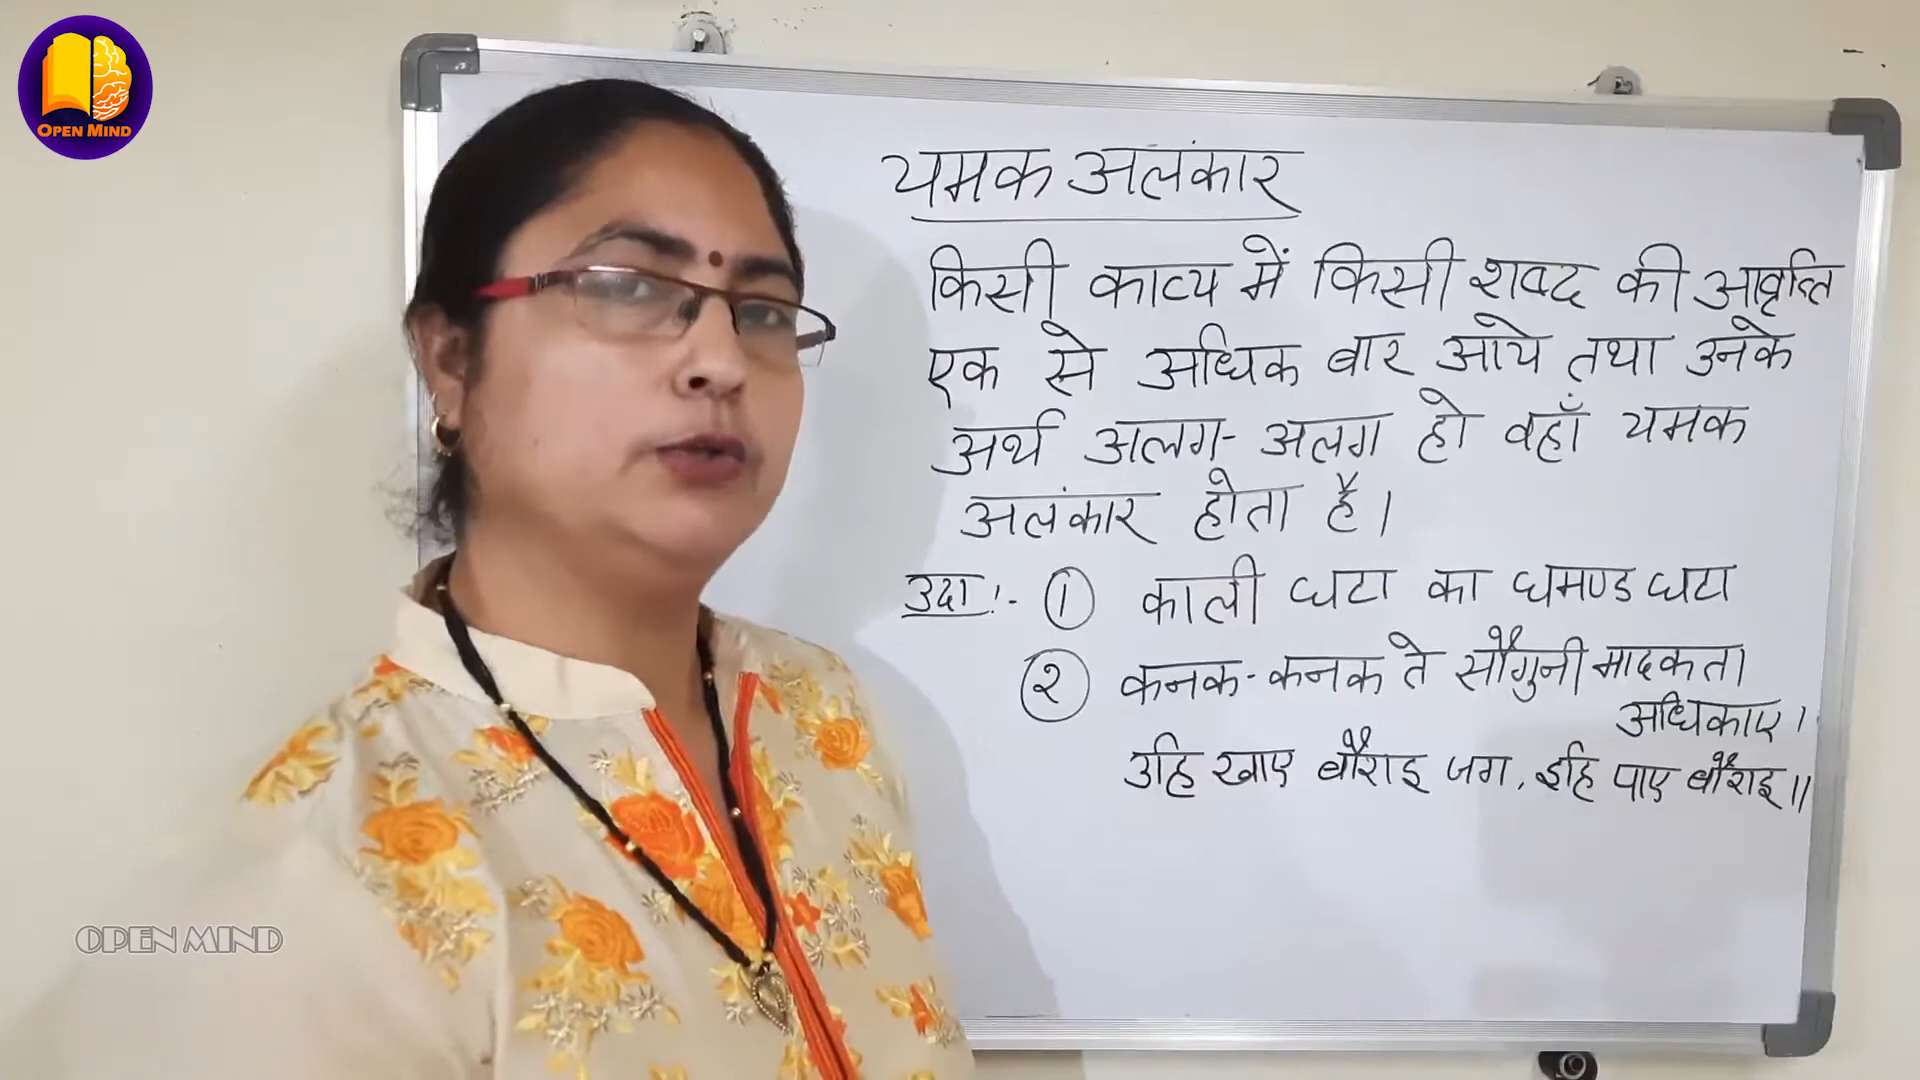 OPEN MIND
यमक अलंकार
किसी काव्य में किसी शब्द की आवृत्ति
एक से अधिक बार आये तथा उनके
अर्थ अलग-अलग हो वहाँ यमक
अलंकार होता है।
उदा:- ① काली घटा का घमण्ड घटा
② कनक-कनक ते सौगुनी मादकता
अधिकाए।
उहि खाए बौराइ जग, इहि पाए बौराइ॥
OPEN MIND